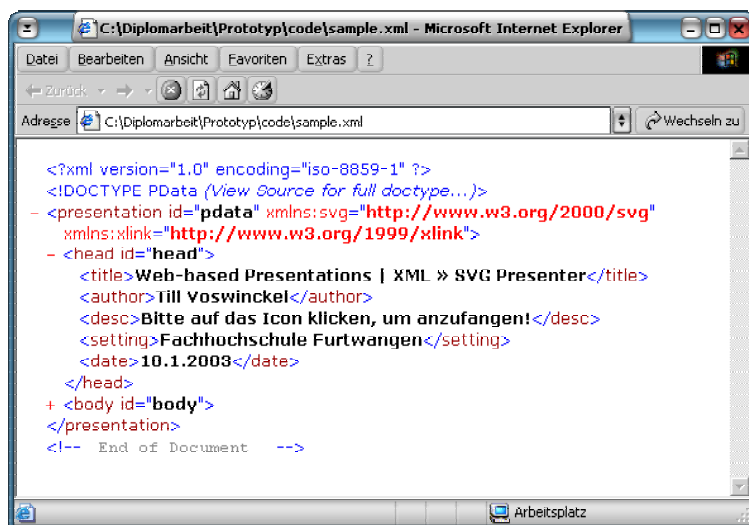 C:\Diplomarbeit\Prototyp\code\sample.xml - Microsoft Internet Explorer
Datei Bearbeiten Ansicht Favoriten Extras ?
Zurück
Adresse C:\Diplomarbeit\Prototyp\code\sample.xml Wechseln zu
<?xml version="1.0" encoding="iso-8859-1" ?>
<!DOCTYPE PData (View Source for full doctype...)>
- <presentation id="pdata" xmlns:svg="http://www.w3.org/2000/svg"
xmlns:xlink="http://www.w3.org/1999/xlink">
- <head id="head">
<title>Web-based Presentations | XML » SVG Presenter</title>
<author>Till Voswinckel</author>
<desc>Bitte auf das Icon klicken, um anzufangen!</desc>
<setting>Fachhochschule Furtwangen</setting>
<date>10.1.2003</date>
</head>
+ <body id="body">
</presentation>
<!-- End of Document -->
Arbeitsplatz